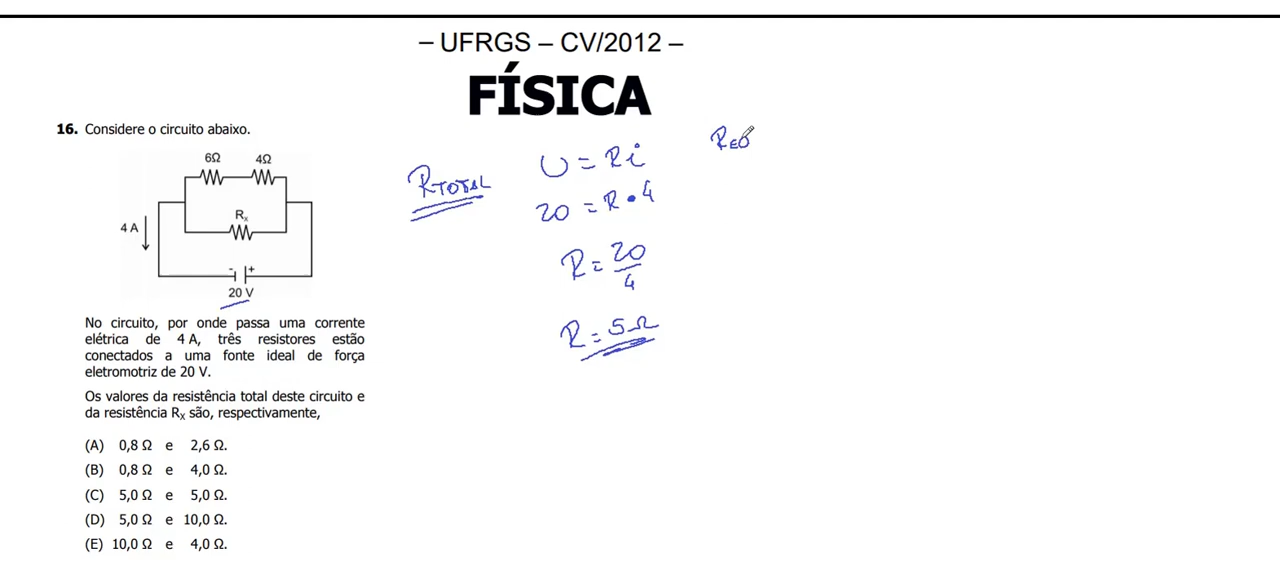 – UFRGS – CV/2012 –
FÍSICA
16. Considere o circuito abaixo.
6Ω 4Ω
Rx
4 A
- +
20 V
No circuito, por onde passa uma corrente
elétrica de 4 A, três resistores estão
conectados a uma fonte ideal de força
eletromotriz de 20 V.
Os valores da resistência total deste circuito e
da resistência RX são, respectivamente,
(A) 0,8 Ω e 2,6 Ω.
(B) 0,8 Ω e 4,0 Ω.
(C) 5,0 Ω e 5,0 Ω.
(D) 5,0 Ω e 10,0 Ω.
(E) 10,0 Ω e 4,0 Ω.
RTOTAL
U = Ri
20 = R • 4
R = 20/4
R = 5Ω